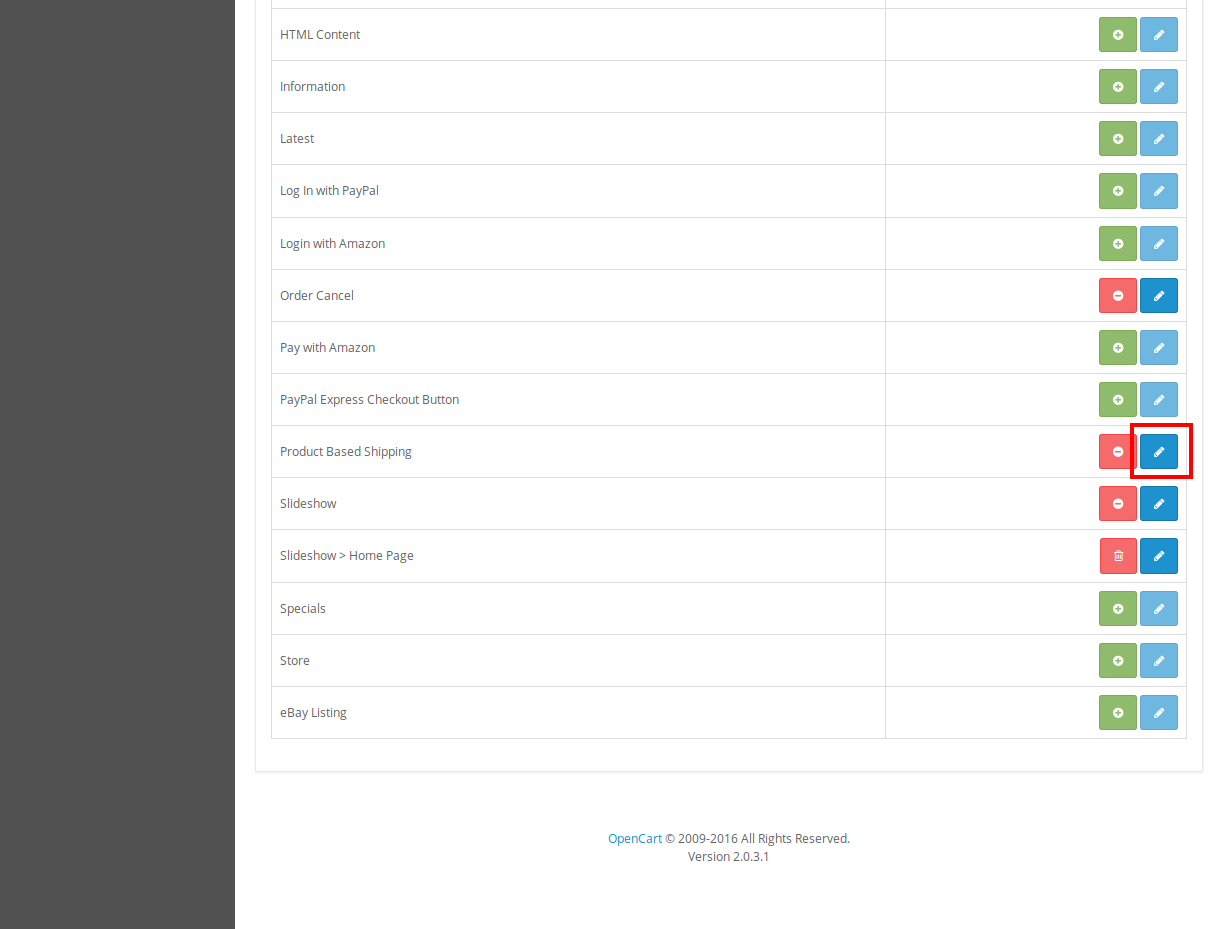 HTML Content
Information
Latest
Log In with PayPal
Login with Amazon
Order Cancel
Pay with Amazon
PayPal Express Checkout Button
Product Based Shipping
Slideshow
Slideshow > Home Page
Specials
Store
eBay Listing
OpenCart © 2009-2016 All Rights Reserved.
Version 2.0.3.1